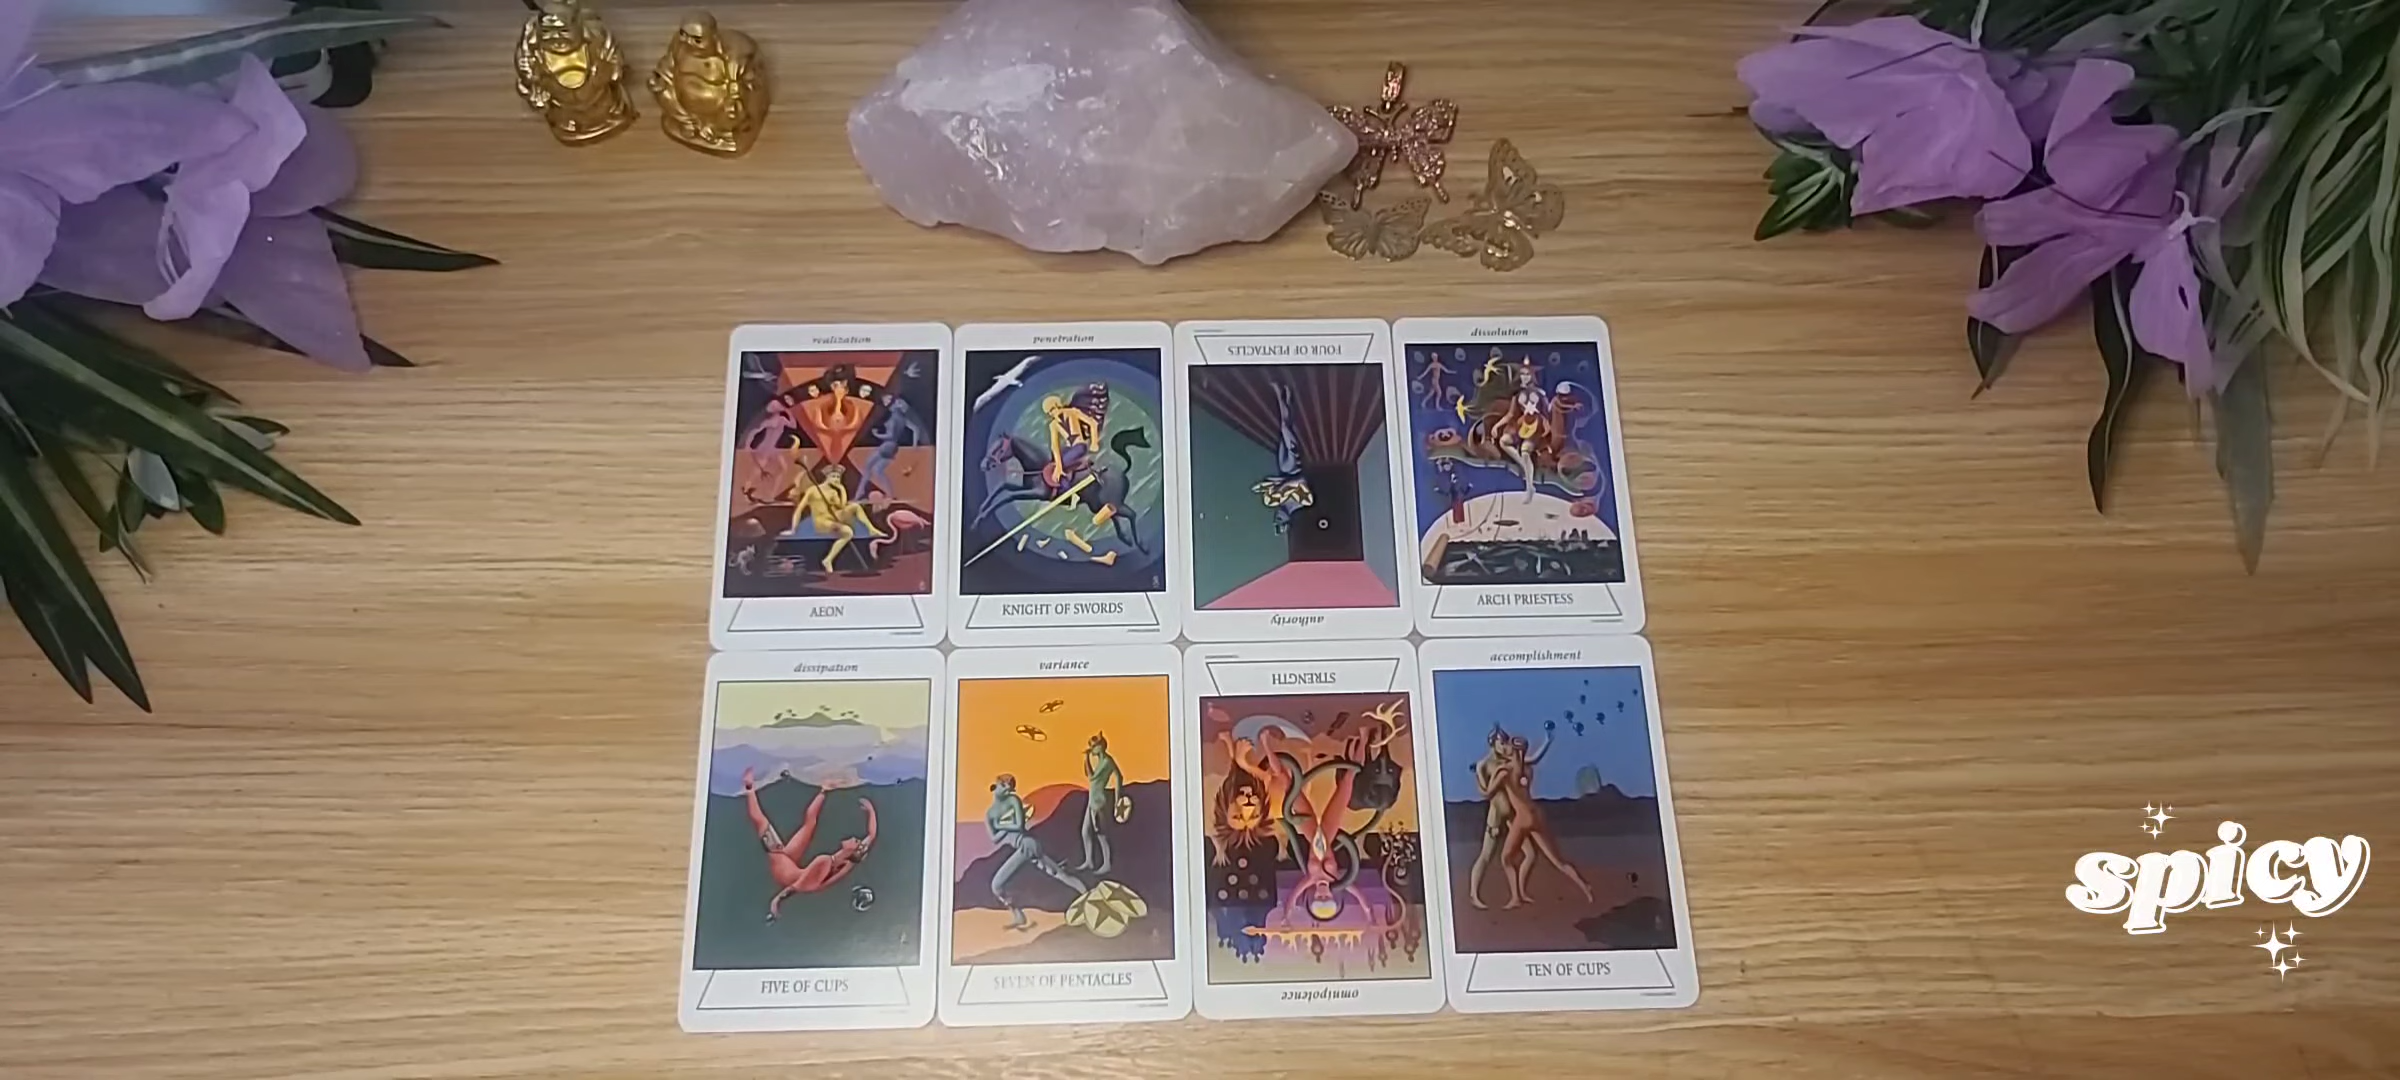 realization
AEON
penetration
KNIGHT OF SWORDS
FOUR OF PENTACLES
authority
dissolution
ARCH PRIESTESS
dissipation
FIVE OF CUPS
variance
SEVEN OF PENTACLES
STRENGTH
omnipotence
accomplishment
TEN OF CUPS
spicy